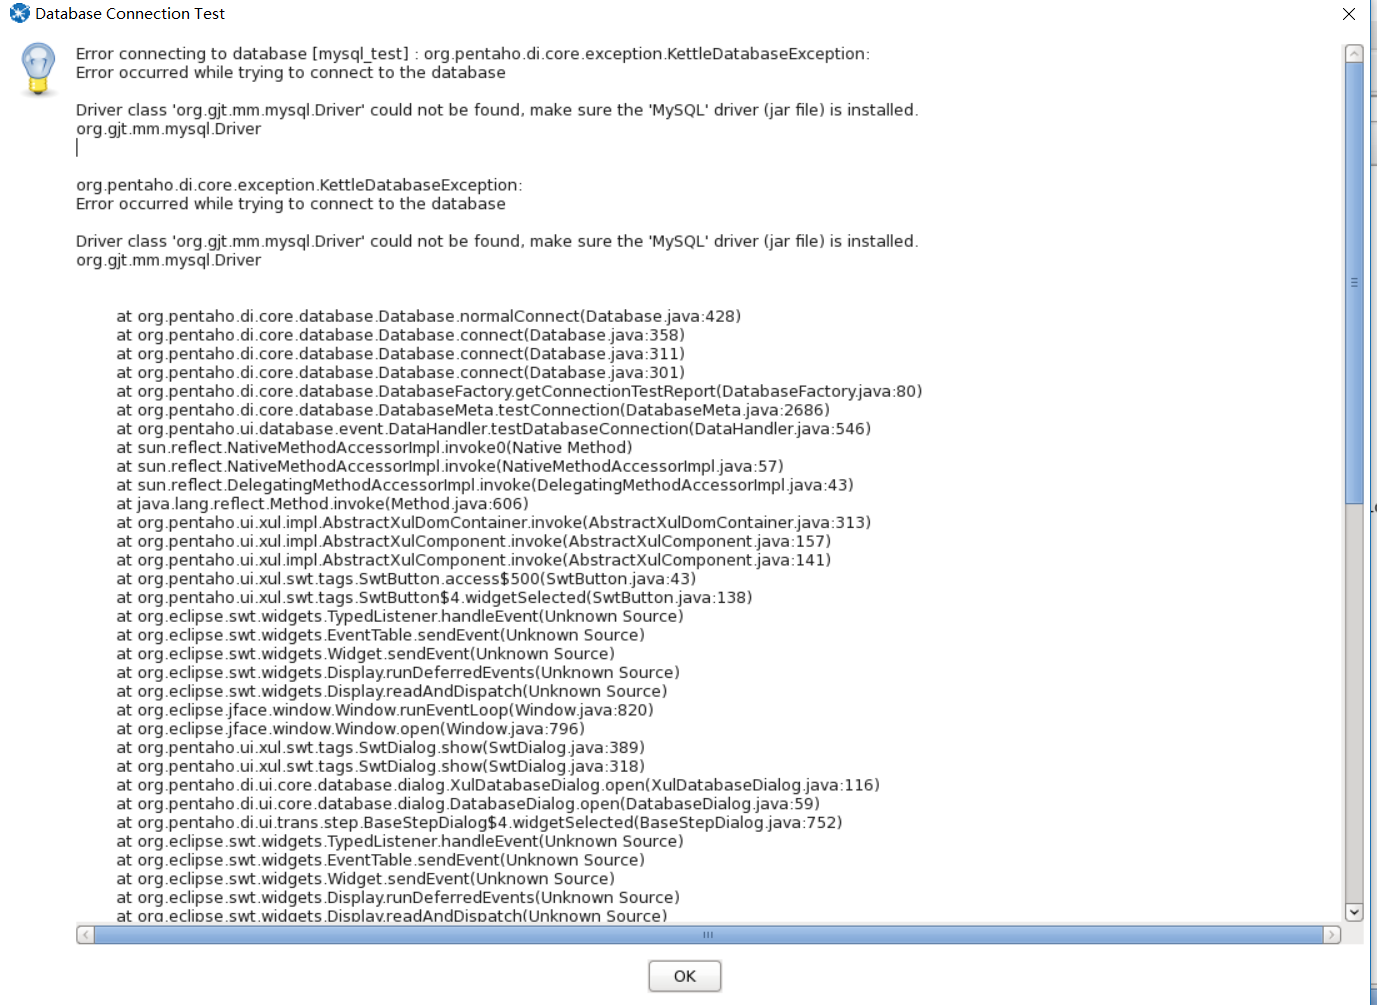 Database Connection Test
Error connecting to database [mysql_test] : org.pentaho.di.core.exception.KettleDatabaseException:
Error occurred while trying to connect to the database
Driver class 'org.gjt.mm.mysql.Driver' could not be found, make sure the 'MySQL' driver (jar file) is installed.
org.gjt.mm.mysql.Driver
org.pentaho.di.core.exception.KettleDatabaseException:
Error occurred while trying to connect to the database
Driver class 'org.gjt.mm.mysql.Driver' could not be found, make sure the 'MySQL' driver (jar file) is installed.
org.gjt.mm.mysql.Driver
at org.pentaho.di.core.database.Database.normalConnect(Database.java:428)
at org.pentaho.di.core.database.Database.connect(Database.java:358)
at org.pentaho.di.core.database.Database.connect(Database.java:311)
at org.pentaho.di.core.database.Database.connect(Database.java:301)
at org.pentaho.di.core.database.DatabaseFactory.getConnectionTestReport(DatabaseFactory.java:80)
at org.pentaho.di.core.database.DatabaseMeta.testConnection(DatabaseMeta.java:2686)
at org.pentaho.ui.database.event.DataHandler.testDatabaseConnection(DataHandler.java:546)
at sun.reflect.NativeMethodAccessorImpl.invoke0(Native Method)
at sun.reflect.NativeMethodAccessorImpl.invoke(NativeMethodAccessorImpl.java:57)
at sun.reflect.DelegatingMethodAccessorImpl.invoke(DelegatingMethodAccessorImpl.java:43)
at java.lang.reflect.Method.invoke(Method.java:606)
at org.pentaho.ui.xul.impl.AbstractXulDomContainer.invoke(AbstractXulDomContainer.java:313)
at org.pentaho.ui.xul.impl.AbstractXulComponent.invoke(AbstractXulComponent.java:157)
at org.pentaho.ui.xul.impl.AbstractXulComponent.invoke(AbstractXulComponent.java:141)
at org.pentaho.ui.xul.swt.tags.SwtButton.access$500(SwtButton.java:43)
at org.pentaho.ui.xul.swt.tags.SwtButton$4.widgetSelected(SwtButton.java:138)
at org.eclipse.swt.widgets.TypedListener.handleEvent(Unknown Source)
at org.eclipse.swt.widgets.EventTable.sendEvent(Unknown Source)
at org.eclipse.swt.widgets.Widget.sendEvent(Unknown Source)
at org.eclipse.swt.widgets.Display.runDeferredEvents(Unknown Source)
at org.eclipse.swt.widgets.Display.readAndDispatch(Unknown Source)
at org.eclipse.jface.window.Window.runEventLoop(Window.java:820)
at org.eclipse.jface.window.Window.open(Window.java:796)
at org.pentaho.ui.xul.swt.tags.SwtDialog.show(SwtDialog.java:389)
at org.pentaho.ui.xul.swt.tags.SwtDialog.show(SwtDialog.java:318)
at org.pentaho.di.ui.core.database.dialog.XulDatabaseDialog.open(XulDatabaseDialog.java:116)
at org.pentaho.di.ui.core.database.dialog.DatabaseDialog.open(DatabaseDialog.java:59)
at org.pentaho.di.ui.trans.step.BaseStepDialog$4.widgetSelected(BaseStepDialog.java:752)
at org.eclipse.swt.widgets.TypedListener.handleEvent(Unknown Source)
at org.eclipse.swt.widgets.EventTable.sendEvent(Unknown Source)
at org.eclipse.swt.widgets.Widget.sendEvent(Unknown Source)
at org.eclipse.swt.widgets.Display.runDeferredEvents(Unknown Source)
at org.eclipse.swt.widgets.Display.readAndDispatch(Unknown Source)
OK